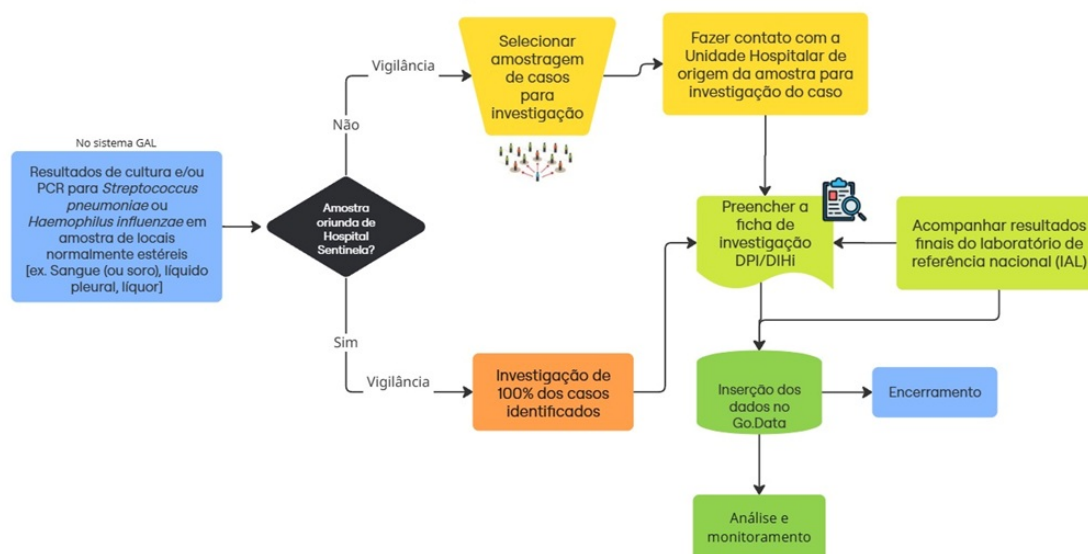 No sistema GAL
Resultados de cultura e/ou
PCR para Streptococcus
pneumoniae ou
Haemophilus influenzae em
amostra de locais
normalmente estéreis
[ex. Sangue (ou soro), líquido
pleural, líquor]
Amostra
oriunda de
Hospital
Sentinela?
Não
Vigilância
Selecionar
amostragem
de casos
para
investigação
Fazer contato com a
Unidade Hospitalar de
origem da amostra para
investigação do caso
Sim
Vigilância
Investigação de
100% dos casos
identificados
Preencher a
ficha de
investigação
DPI/DIHi
Acompanhar resultados
finais do laboratório de
referência nacional (IAL)
Inserção dos
dados no
Go.Data
Encerramento
Análise e
monitoramento